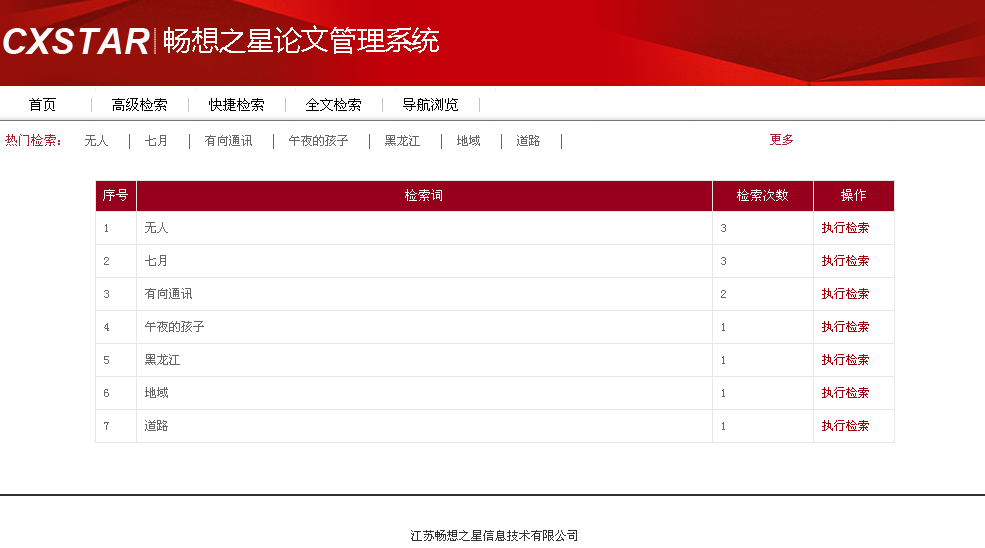 CXSTAR 畅想之星论文管理系统
首页 高级检索 快捷检索 全文检索 导航浏览
热门检索: 无人 七月 有向通讯 午夜的孩子 黑龙江 地域 道路 更多
序号 检索词 检索次数 操作
1 无人 3 执行检索
2 七月 3 执行检索
3 有向通讯 2 执行检索
4 午夜的孩子 1 执行检索
5 黑龙江 1 执行检索
6 地域 1 执行检索
7 道路 1 执行检索
江苏畅想之星信息技术有限公司